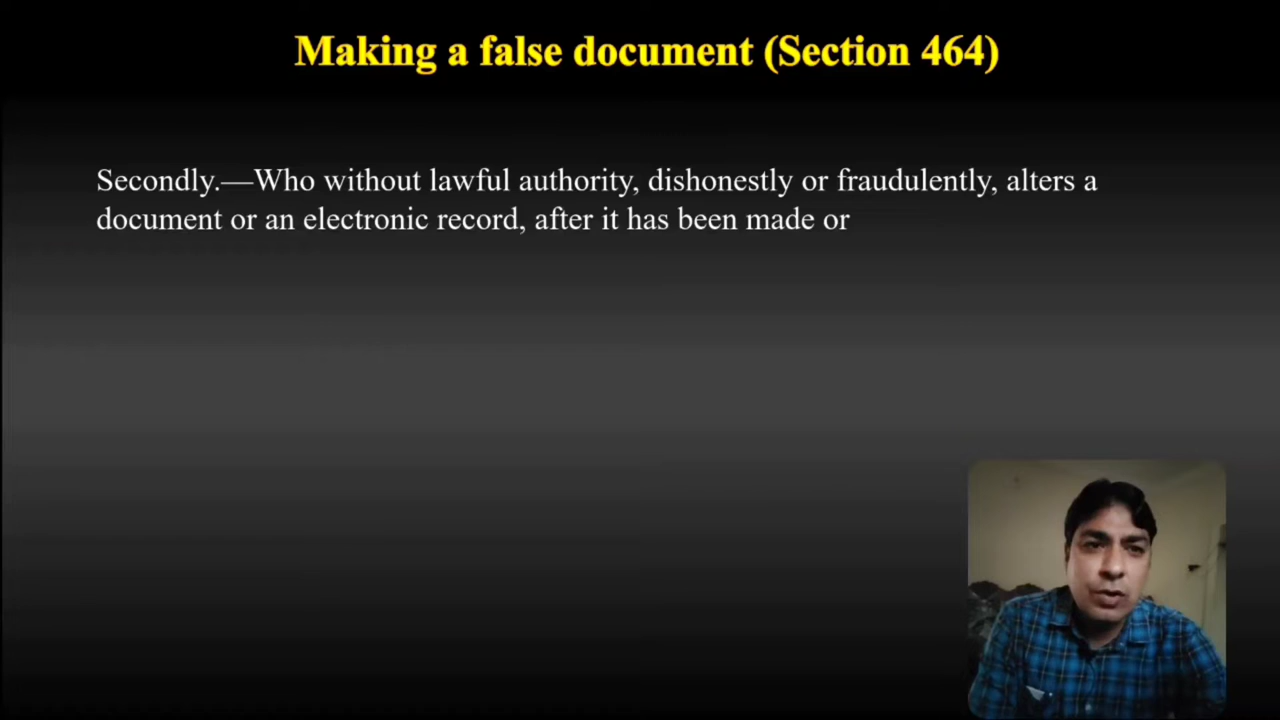 Making a false document (Section 464)
Secondly.—Who without lawful authority, dishonestly or fraudulently, alters a
document or an electronic record, after it has been made or